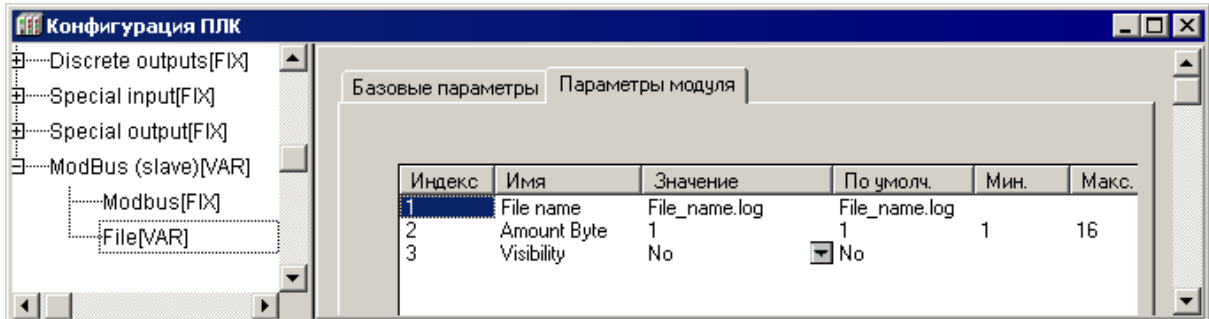 Конфигурация ПЛК
Discrete outputs[FIX]
Special input[FIX]
Special output[FIX]
ModBus (slave)[VAR]
Modbus[FIX]
File[VAR]
Базовые параметры Параметры модуля
Индекс Имя Значение По умолч. Мин. Макс.
1 File name File_name.log File_name.log
2 Amount Byte 1 1 1 16
3 Visibility No No